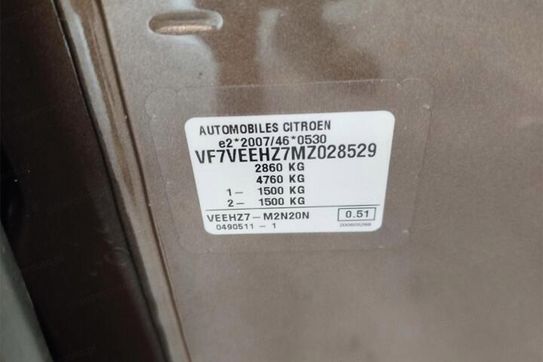 AUTOMOBILES CITROEN
e2*2007/46*0530
VF7VEEHZ7MZ028529
2860 KG
4760 KG
1- 1500 KG
2- 1500 KG
VEEHZ7-M2N20N 0.51
0490511 - 1